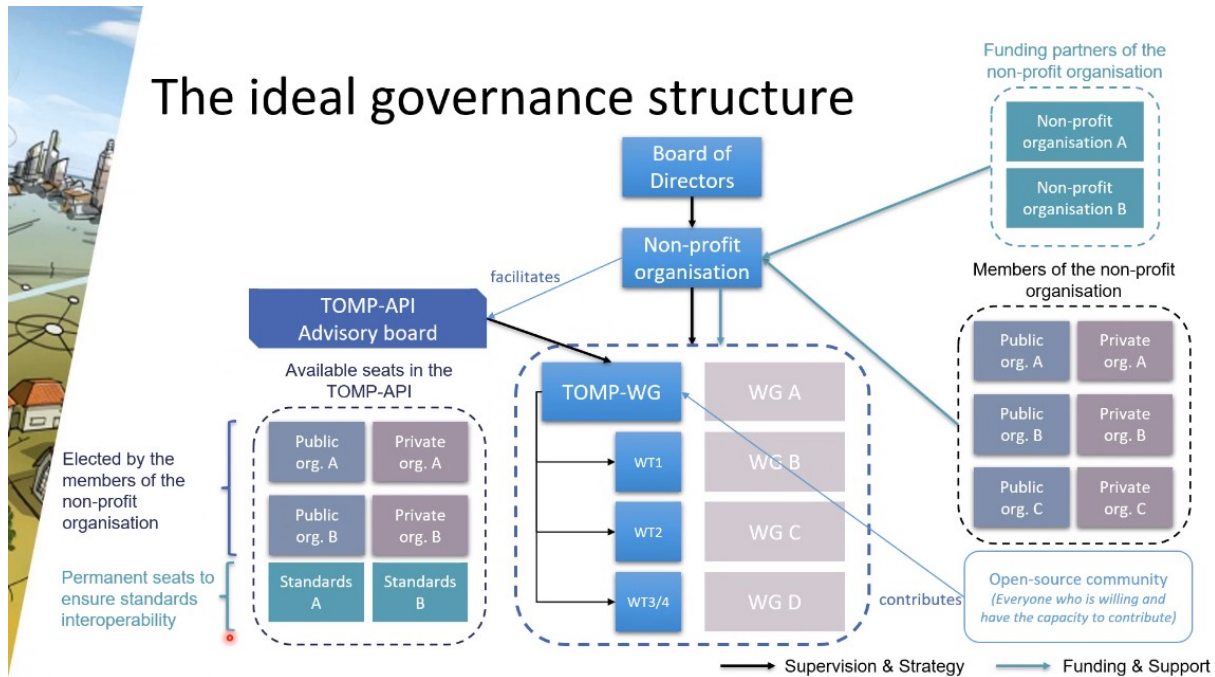 The ideal governance structure
Funding partners of the
non-profit organisation
Non-profit
organisation A
Non-profit
organisation B
Board of
Directors
Non-profit
organisation
facilitates
TOMP-API
Advisory board
Available seats in the
TOMP-API
Public
org. A
Private
org. A
Public
org. B
Private
org. B
Standards
A
Standards
B
Elected by the
members of the
non-profit
organisation
Permanent seats to
ensure standards
interoperability
TOMP-WG
WT1
WT2
WT3/4
WG A
WG B
WG C
WG D
Members of the non-profit
organisation
Public
org. A
Private
org. A
Public
org. B
Private
org. B
Public
org. C
Private
org. C
contributes
Open-source community
(Everyone who is willing and
have the capacity to contribute)
Supervision & Strategy
Funding & Support